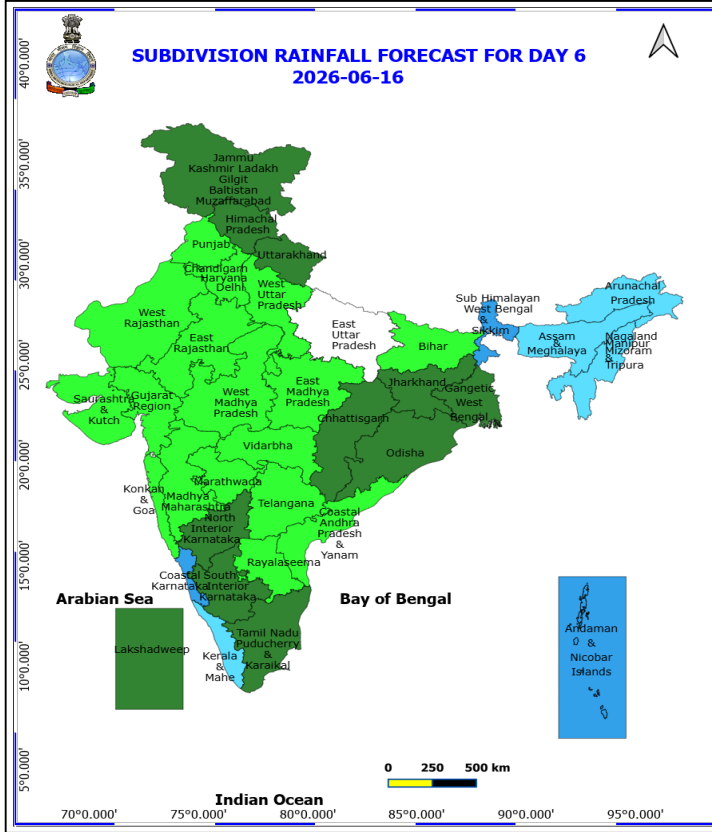 SUBDIVISION RAINFALL FORECAST FOR DAY 6
2026-06-16
40°0.000'
35°0.000'
30°0.000'
25°0.000'
20°0.000'
15°0.000'
10°0.000'
5°0.000'
Jammu
Kashmir Ladakh
Gilgit
Baltistan
Muzaffarabad
Himachal
Pradesh
Punjab
Uttarakhand
Chandigarh
Haryana
Delhi
West
Uttar
Pradesh
West
Rajasthan
East
Rajasthan
East
Uttar
Pradesh
Bihar
Sub Himalayan
West Bengal
&
Sikkim
Arunachal
Pradesh
Assam
&
Meghalaya
Nagaland
Manipur
Mizoram
&
Tripura
Saurashtra
&
Kutch
Gujarat
Region
West
Madhya
Pradesh
East
Madhya
Pradesh
Jharkhand
Gangetic
West
Bengal
Chhattisgarh
Odisha
Vidarbha
Konkan
&
Goa
Madhya
Maharashtra
Marathwada
Telangana
North
Interior
Karnataka
Coastal
Andhra
Pradesh
&
Yanam
Rayalaseema
Coastal
Karnataka
South
Interior
Karnataka
Arabian Sea
Bay of Bengal
Lakshadweep
Kerala
&
Mahe
Tamil Nadu
Puducherry
&
Karaikal
Andaman
&
Nicobar
Islands
0 250 500 km
Indian Ocean
70°0.000' 75°0.000' 80°0.000' 85°0.000' 90°0.000' 95°0.000'